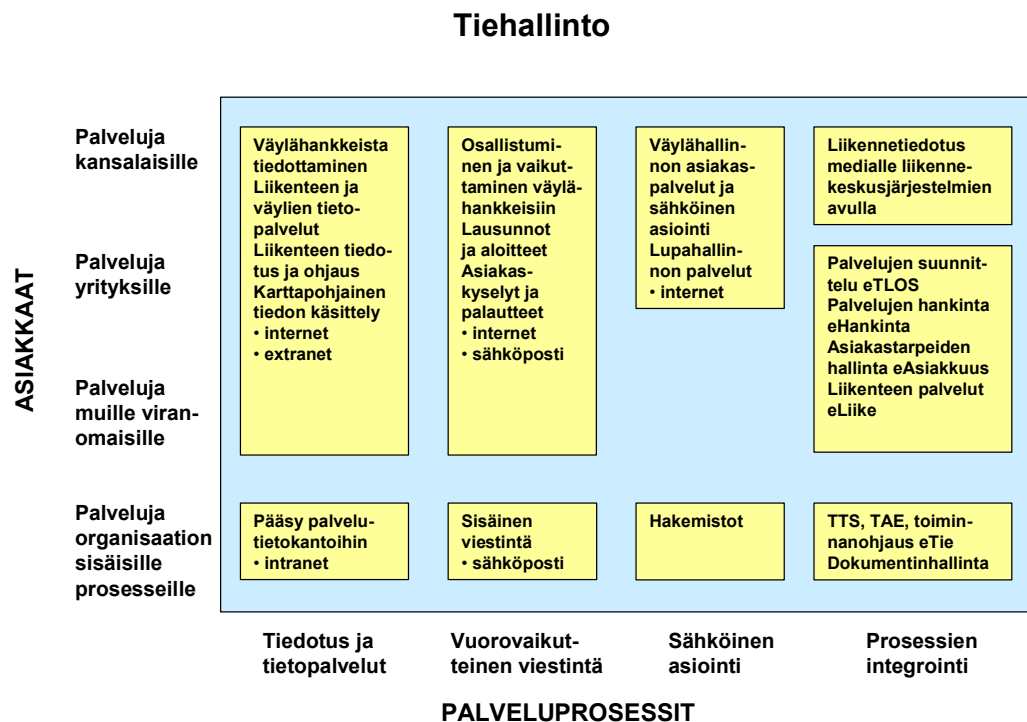 Tiehallinto
ASIAKKAAT
Palveluja
kansalaisille
Palveluja
yrityksille
Palveluja
muille viran-
omaisille
Palveluja
organisaation
sisäisille
prosesseille
Väylähankkeista
tiedottaminen
Liikenteen ja
väylien tieto-
palvelut
Liikenteen tiedo-
tus ja ohjaus
Karttapohjainen
tiedon käsittely
• internet
• extranet
Osallistumi-
nen ja vaikut-
taminen väylä-
hankkeisiin
Lausunnot
ja aloitteet
Asiakas-
kyselyt ja
palautteet
• internet
• sähköposti
Väylähallin-
non asiakas-
palvelut ja
sähköinen
asiointi
Lupahallin-
non palvelut
• internet
Liikennetiedotus
medialle liikenne-
keskusjärjestelmien
avulla
Palvelujen suunnit-
telu eTLOS
Palvelujen hankinta
eHankinta
Asiakastarpeiden
hallinta eAsiakkuus
Liikenteen palvelut
eLiike
Pääsy palvelu-
tietokantoihin
• intranet
Sisäinen
viestintä
• sähköposti
Hakemistot
TTS, TAE, toimin-
nanohjaus eTie
Dokumentinhallinta
Tiedotus ja
tietopalvelut
Vuorovaikut-
teinen viestintä
Sähköinen
asiointi
Prosessien
integrointi
PALVELUPROSESSIT